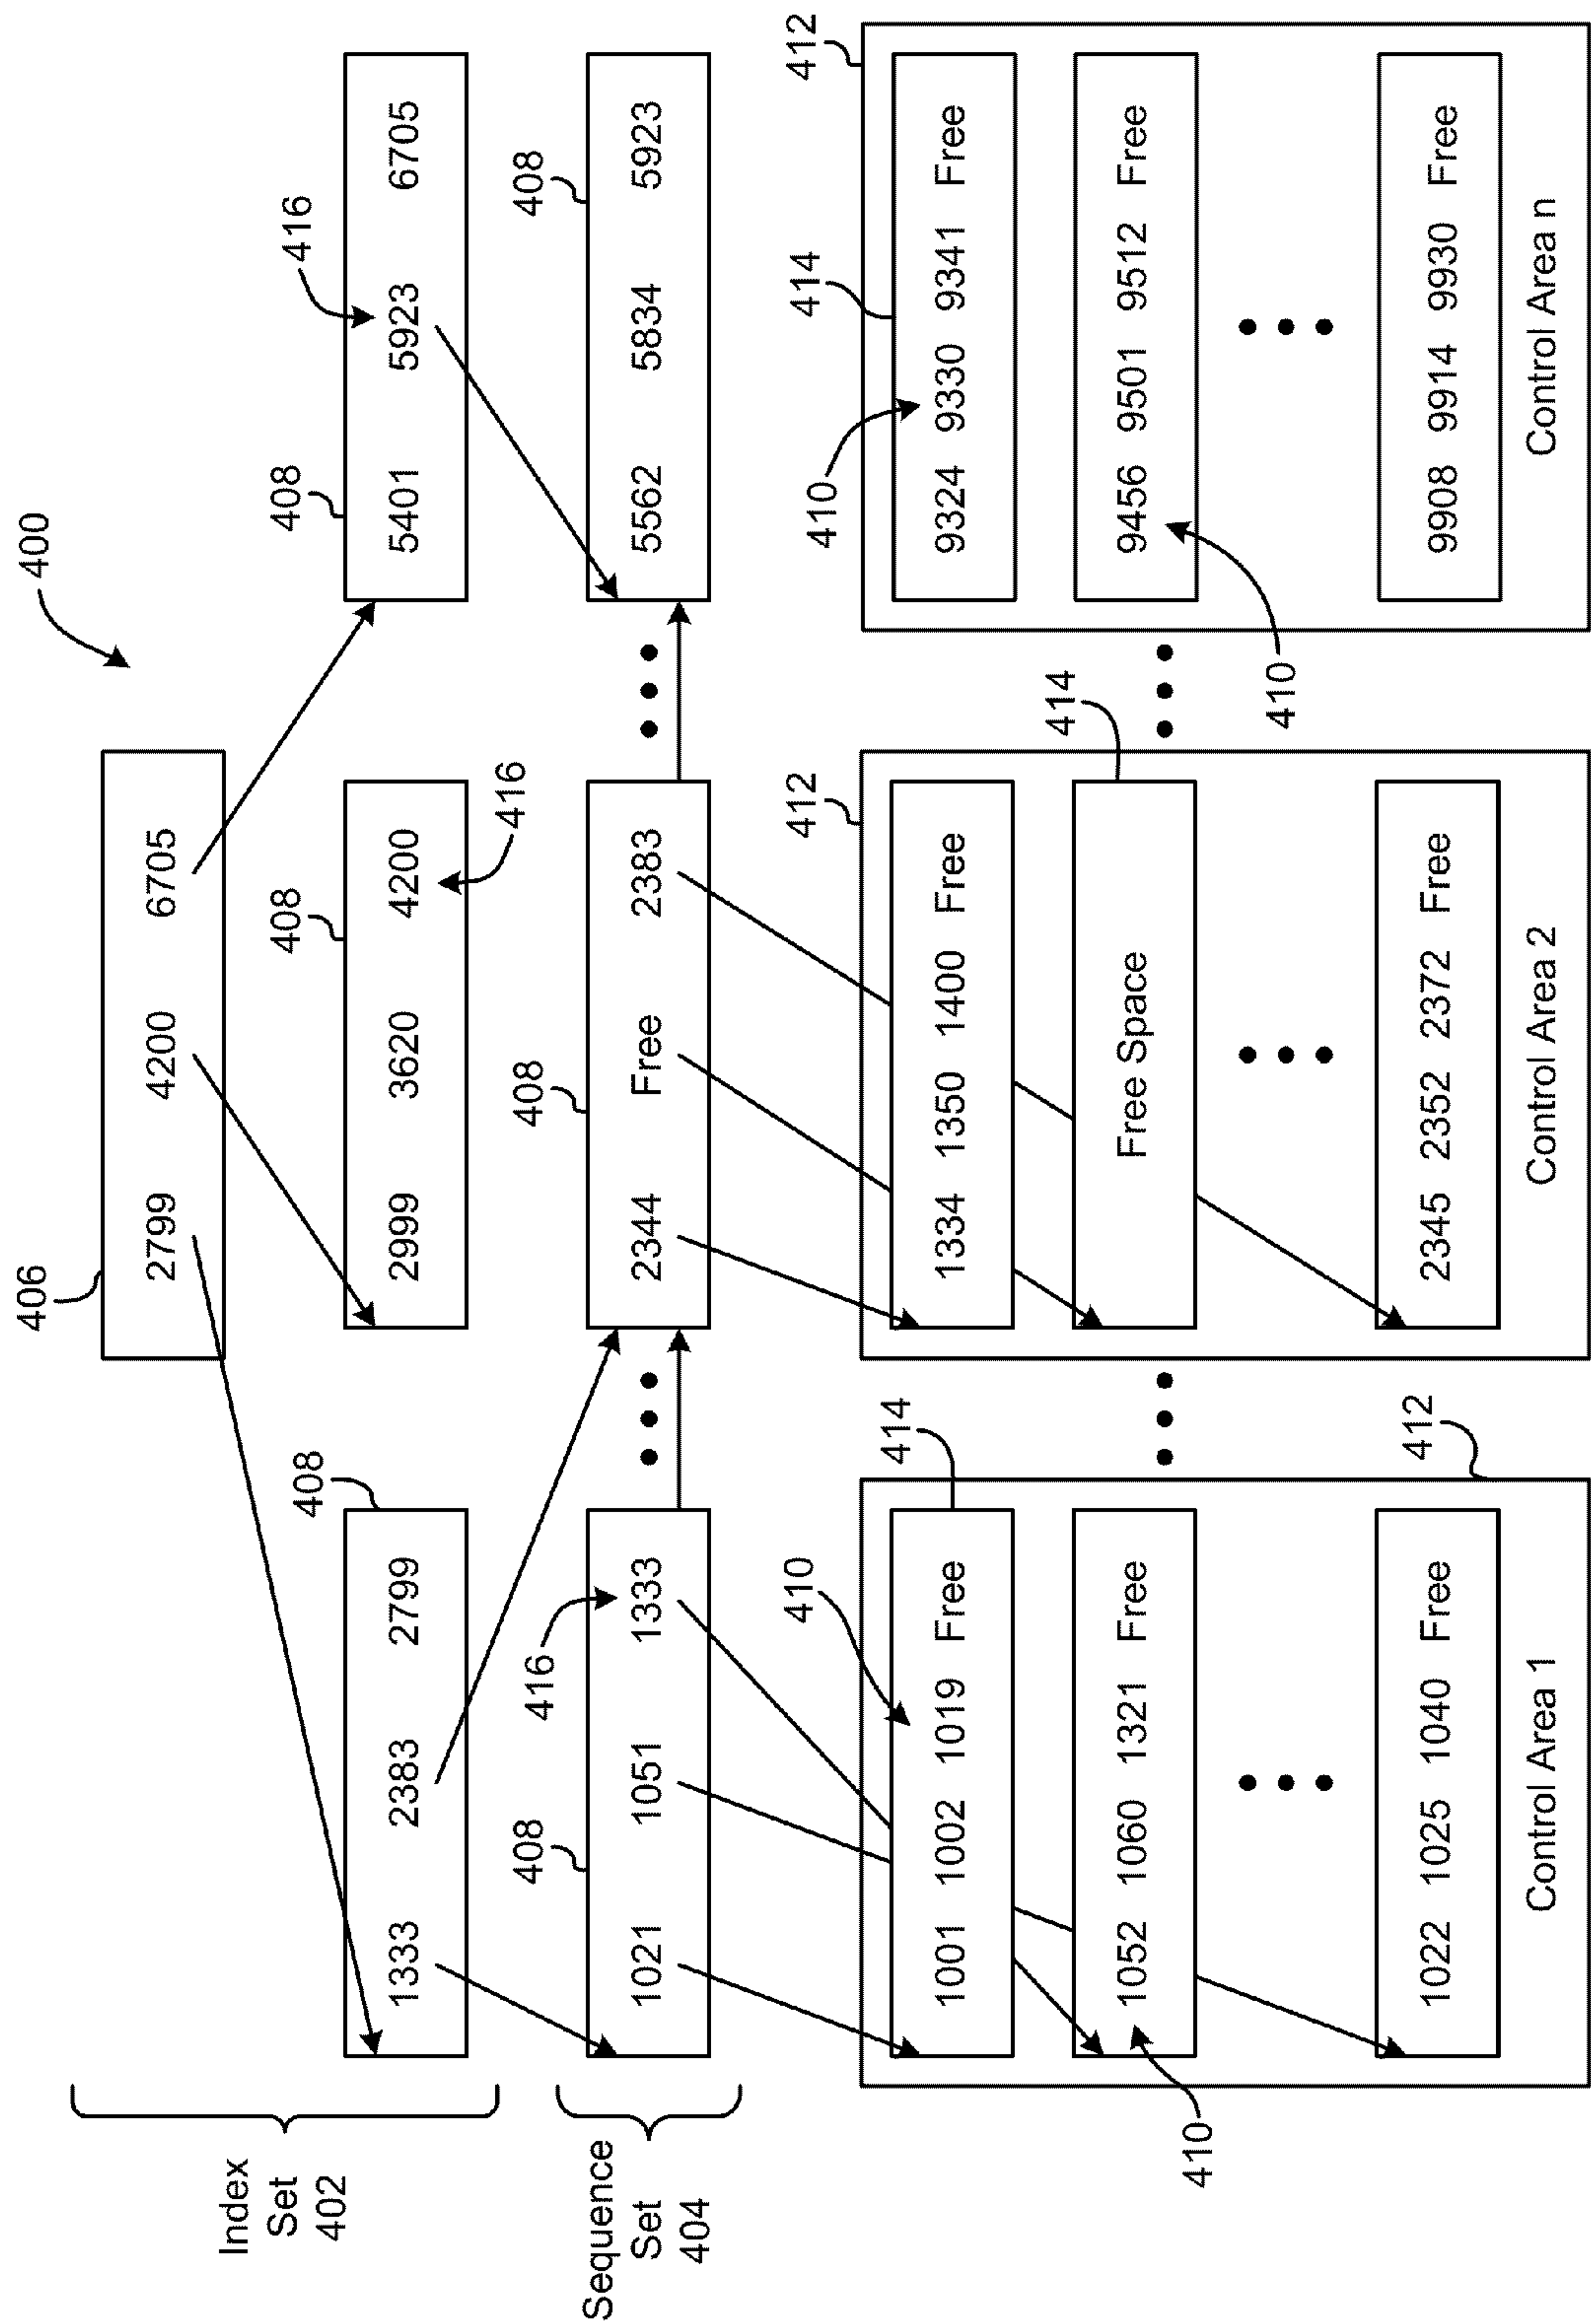 400
406
2799 4200 6705
Index
Set
402
408
1333 2383 2799
408
2999 3620 4200
416
408
416
5401 5923 6705
Sequence
Set
404
408
416
1021 1051 1333
408
2344 Free 2383
408
5562 5834 5923
410
414
1001 1002 1019 Free
410
1052 1060 1321 Free
1022 1025 1040 Free
Control Area 1
412
412
1334 1350 1400 Free
414
Free Space
2345 2352 2372 Free
Control Area 2
412
410
414
9324 9330 9341 Free
410
9456 9501 9512 Free
9908 9914 9930 Free
Control Area n